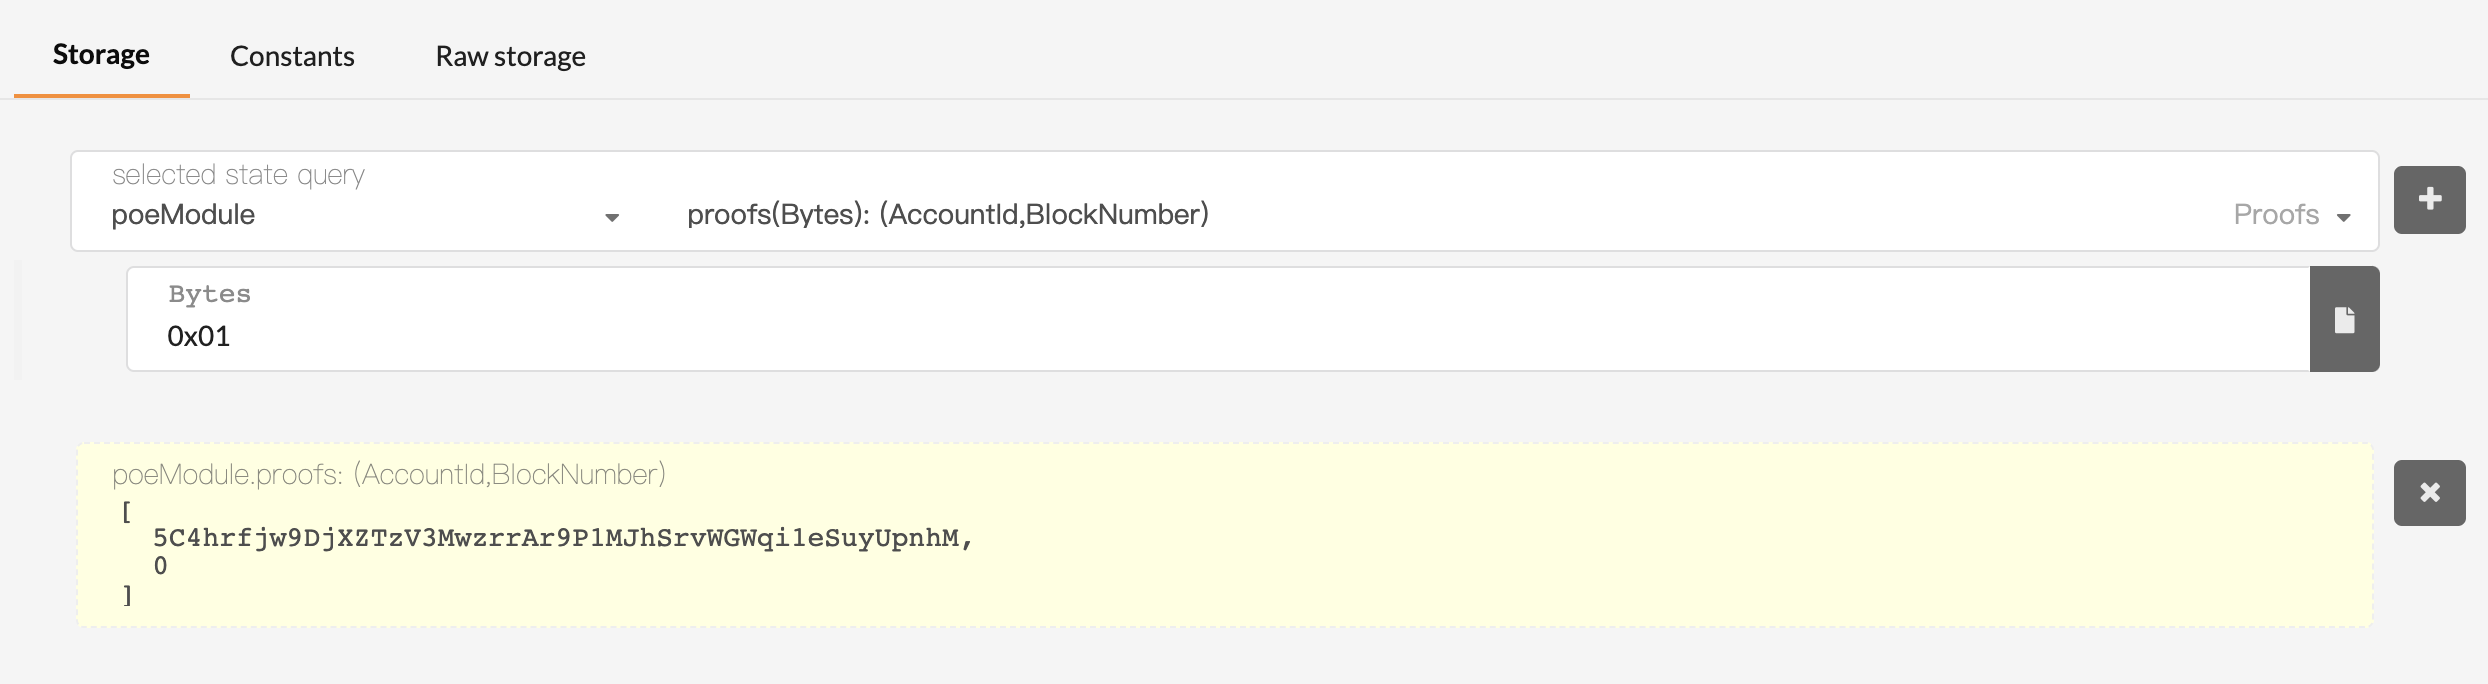 Storage Constants Raw storage
selected state query
poeModule proofs(Bytes): (AccountId,BlockNumber) Proofs
Bytes
0x01
poeModule.proofs: (AccountId,BlockNumber)
[
5C4hrfjw9DjXZTzV3MwzrrAr9P1MJhSrvWGWqi1eSuyUpnhM,
0
]